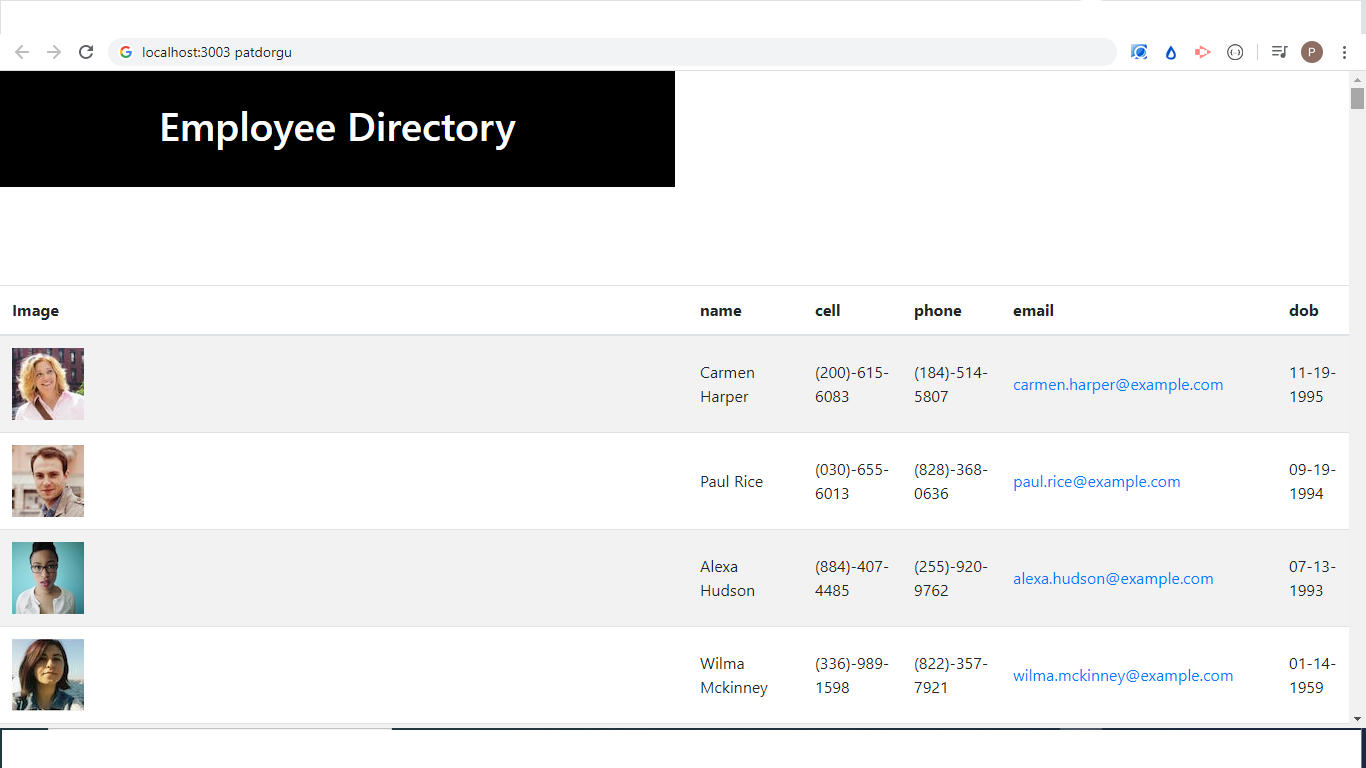 localhost:3003 patdorgu
P
Employee Directory
Image name cell phone email dob
Carmen Harper (200)-615-6083 (184)-514-5807 carmen.harper@example.com 11-19-1995
Paul Rice (030)-655-6013 (828)-368-0636 paul.rice@example.com 09-19-1994
Alexa Hudson (884)-407-4485 (255)-920-9762 alexa.hudson@example.com 07-13-1993
Wilma Mckinney (336)-989-1598 (822)-357-7921 wilma.mckinney@example.com 01-14-1959